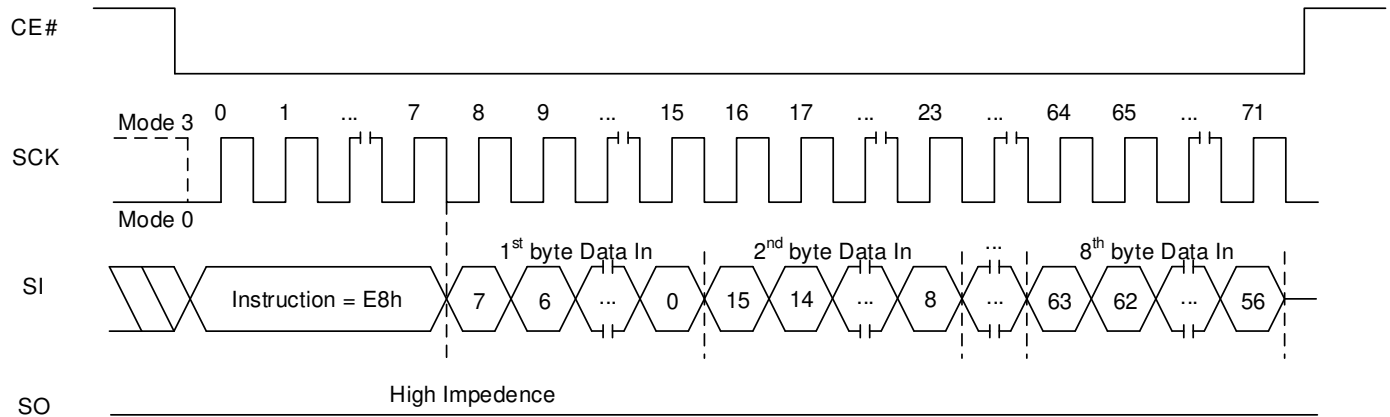 CE#
0 1 ... 7 8 9 ... 15 16 17 ... 23 ... 64 65 ... 71
Mode 3
SCK
Mode 0
1st byte Data In 2nd byte Data In ... 8th byte Data In
SI Instruction = E8h 7 6 ... 0 15 14 ... 8 ... 63 62 ... 56
High Impedence
SO